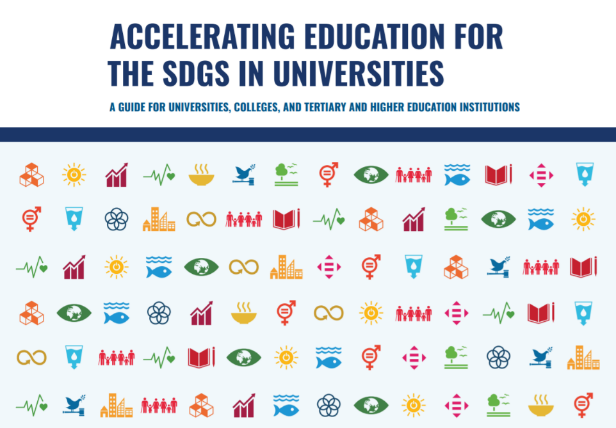 ACCELERATING EDUCATION FOR
THE SDGS IN UNIVERSITIES
A GUIDE FOR UNIVERSITIES, COLLEGES, AND TERTIARY AND HIGHER EDUCATION INSTITUTIONS